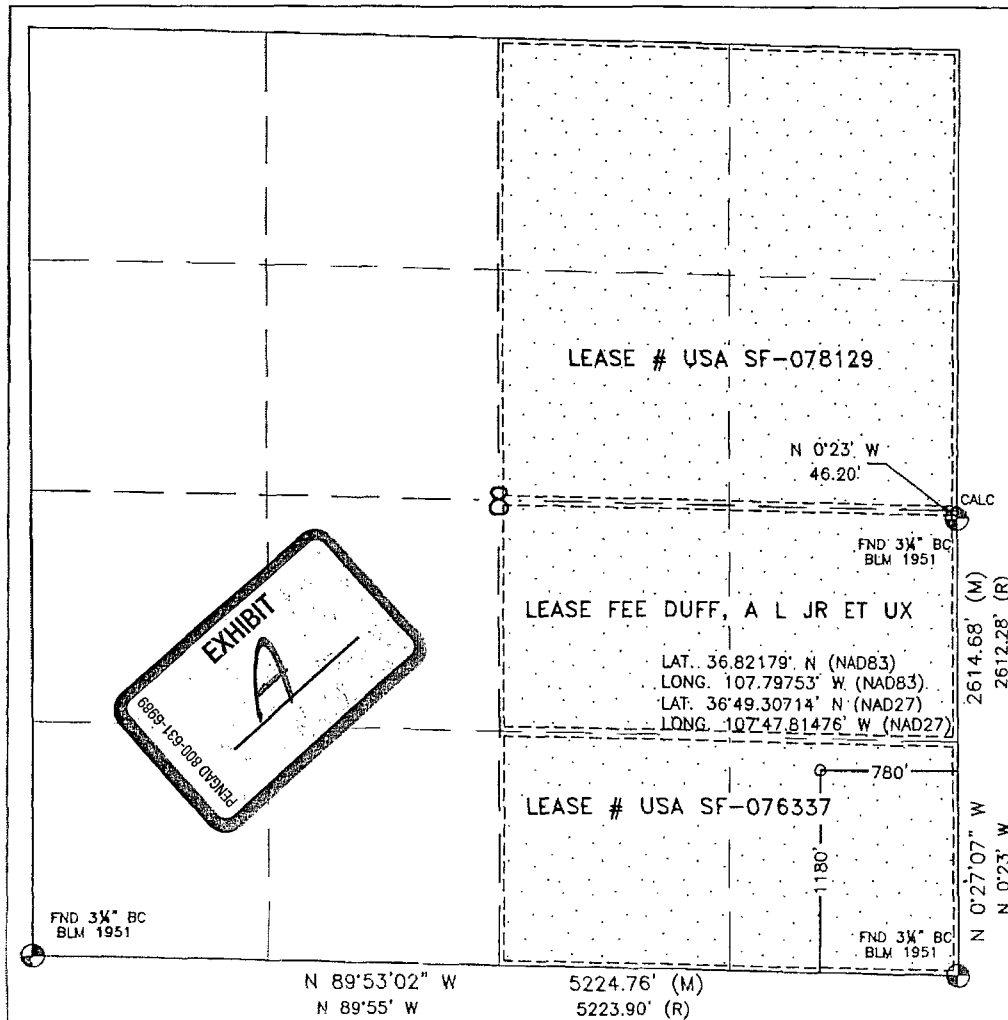 LEASE # USA SF-078129
N 0°23' W
46.20'
CALC
8
FND 3¼" BC
BLM 1951
EXHIBIT
A
PENGAD 800-631-6989
LEASE FEE DUFF, A L JR ET UX
LAT. 36.82179° N (NAD83)
LONG. 107.79753° W (NAD83)
LAT. 36°49.30714' N (NAD27)
LONG. 107°47.81476' W (NAD27)
2614.68' (M)
2612.28' (R)
780'
LEASE # USA SF-076337
1180'
N 0°27'07" W
N 0°23' W
FND 3¼" BC
BLM 1951
FND 3¼" BC
BLM 1951
N 89°53'02" W 5224.76' (M)
N 89°55' W 5223.90' (R)